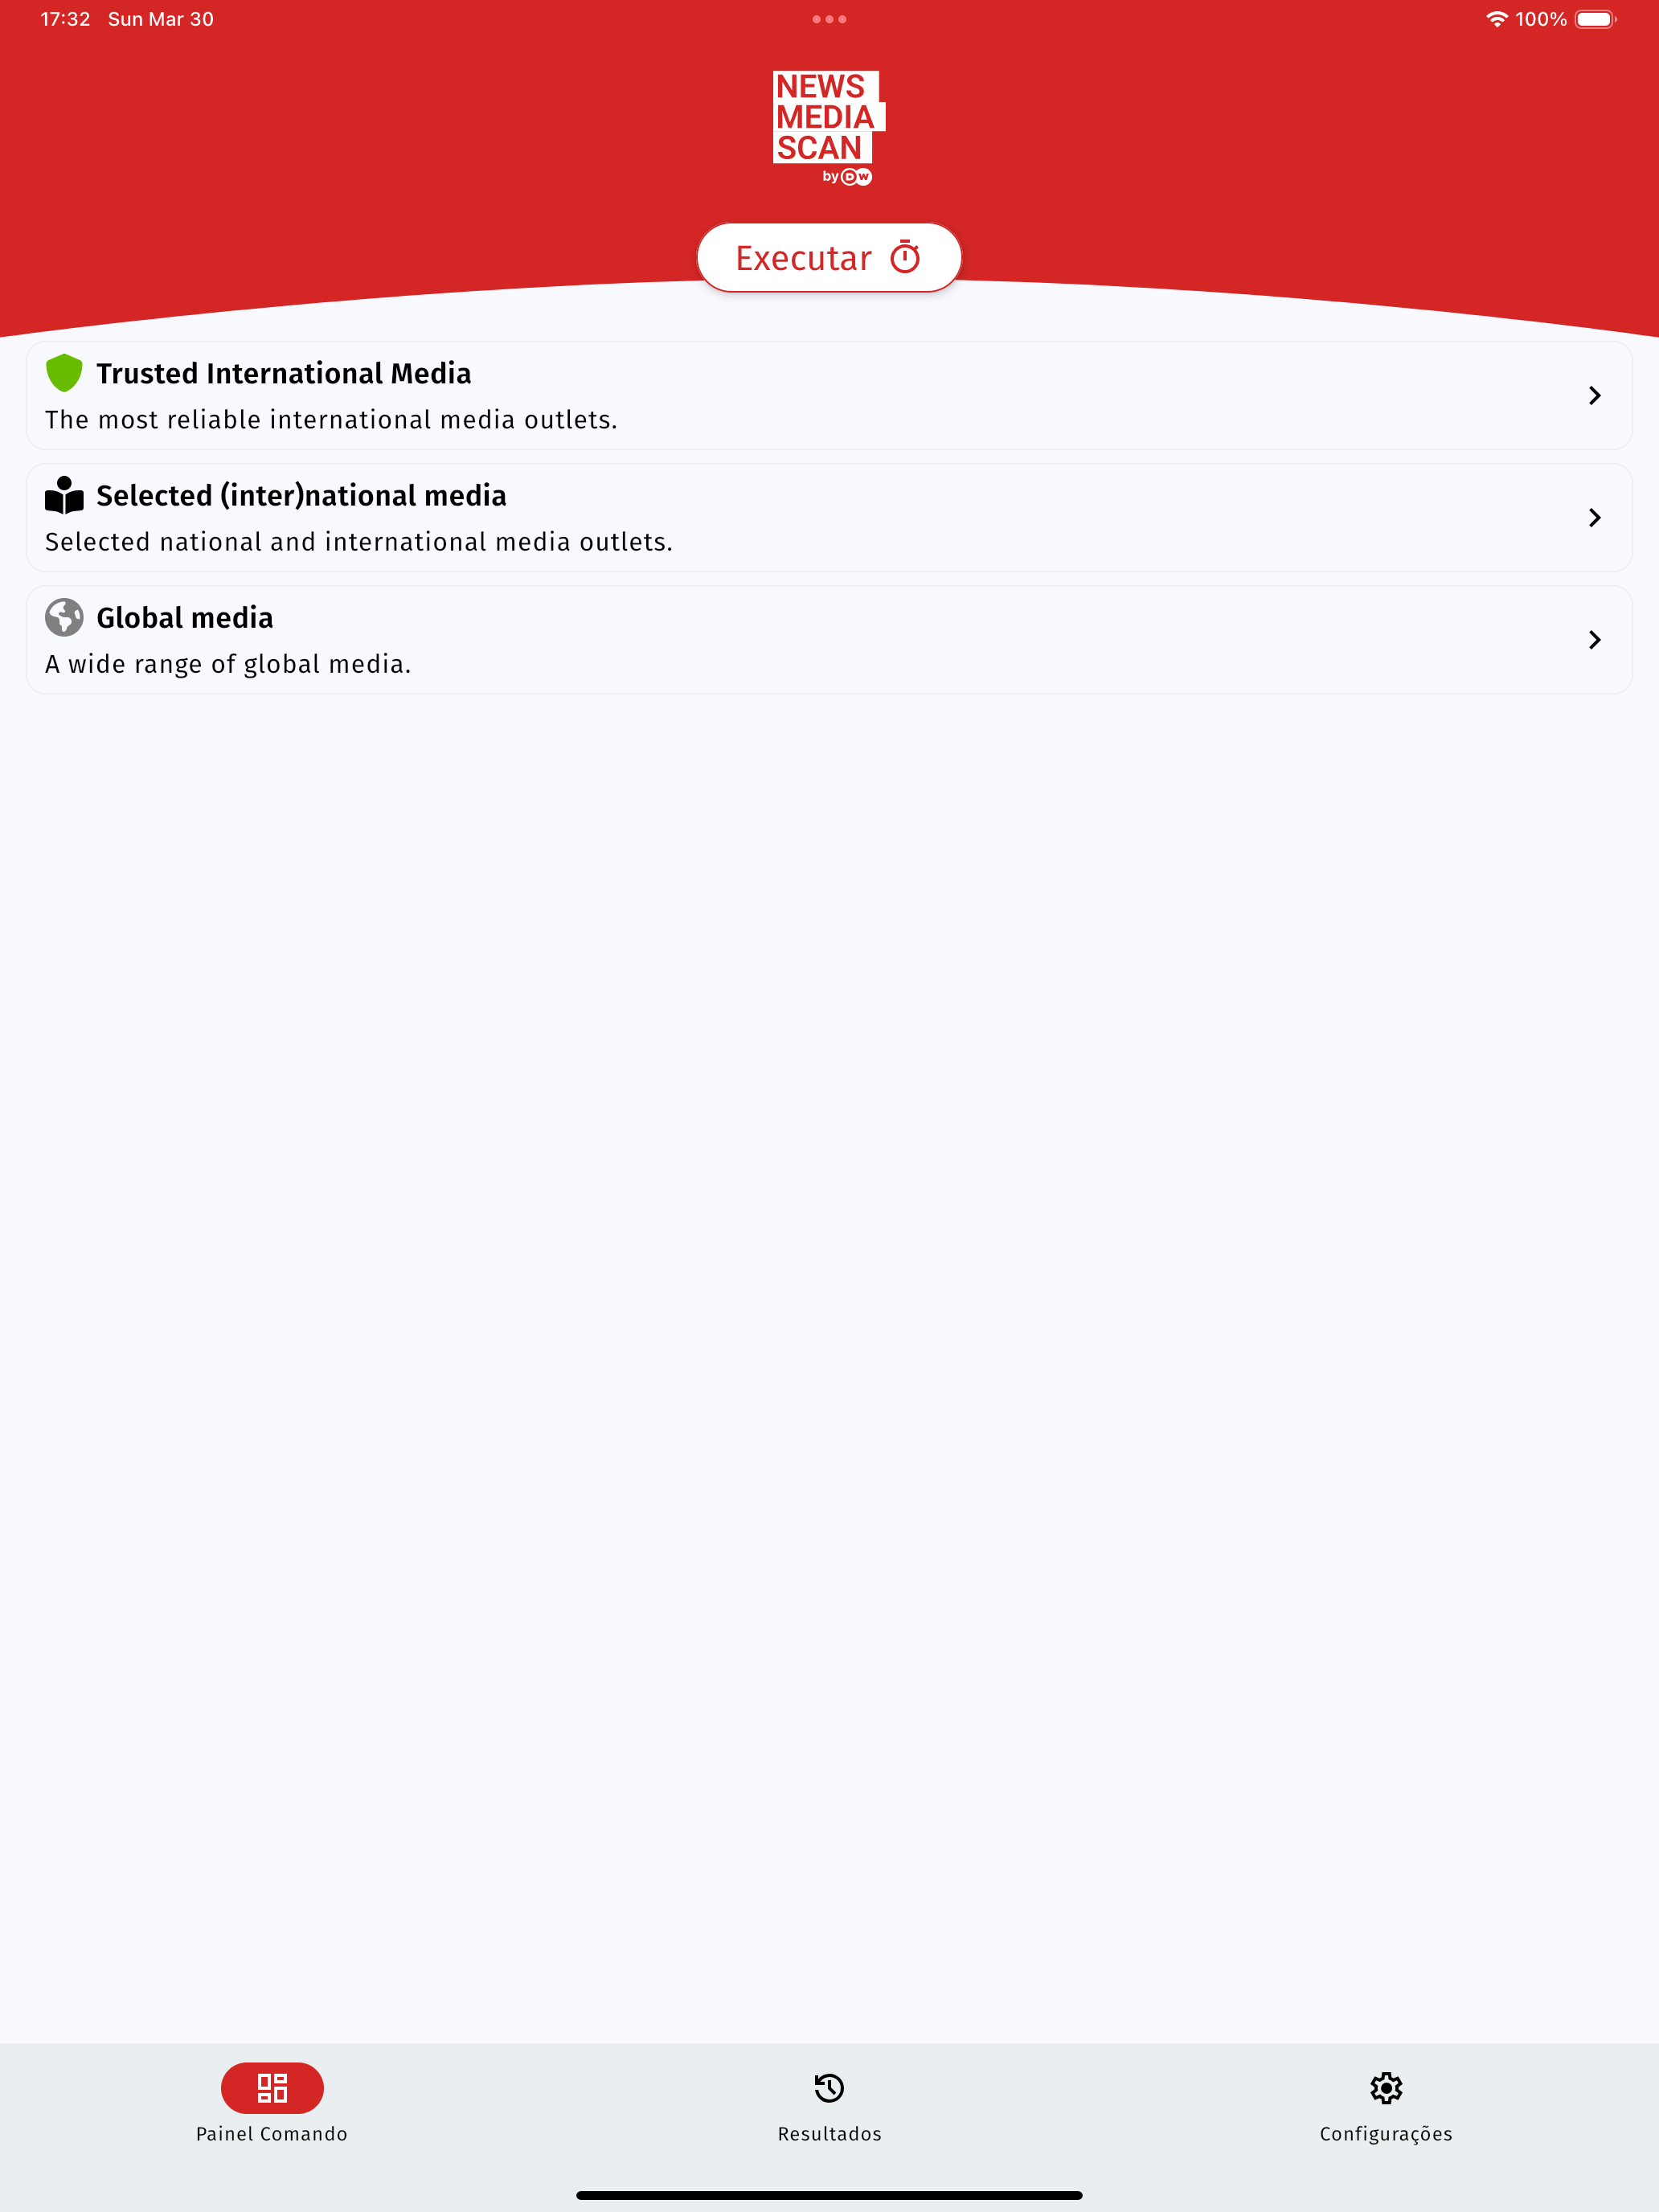 17:32 Sun Mar 30
100%
NEWS
MEDIA
SCAN
by DW
Executar
Trusted International Media
The most reliable international media outlets.
Selected (inter)national media
Selected national and international media outlets.
Global media
A wide range of global media.
Painel Comando
Resultados
Configurações